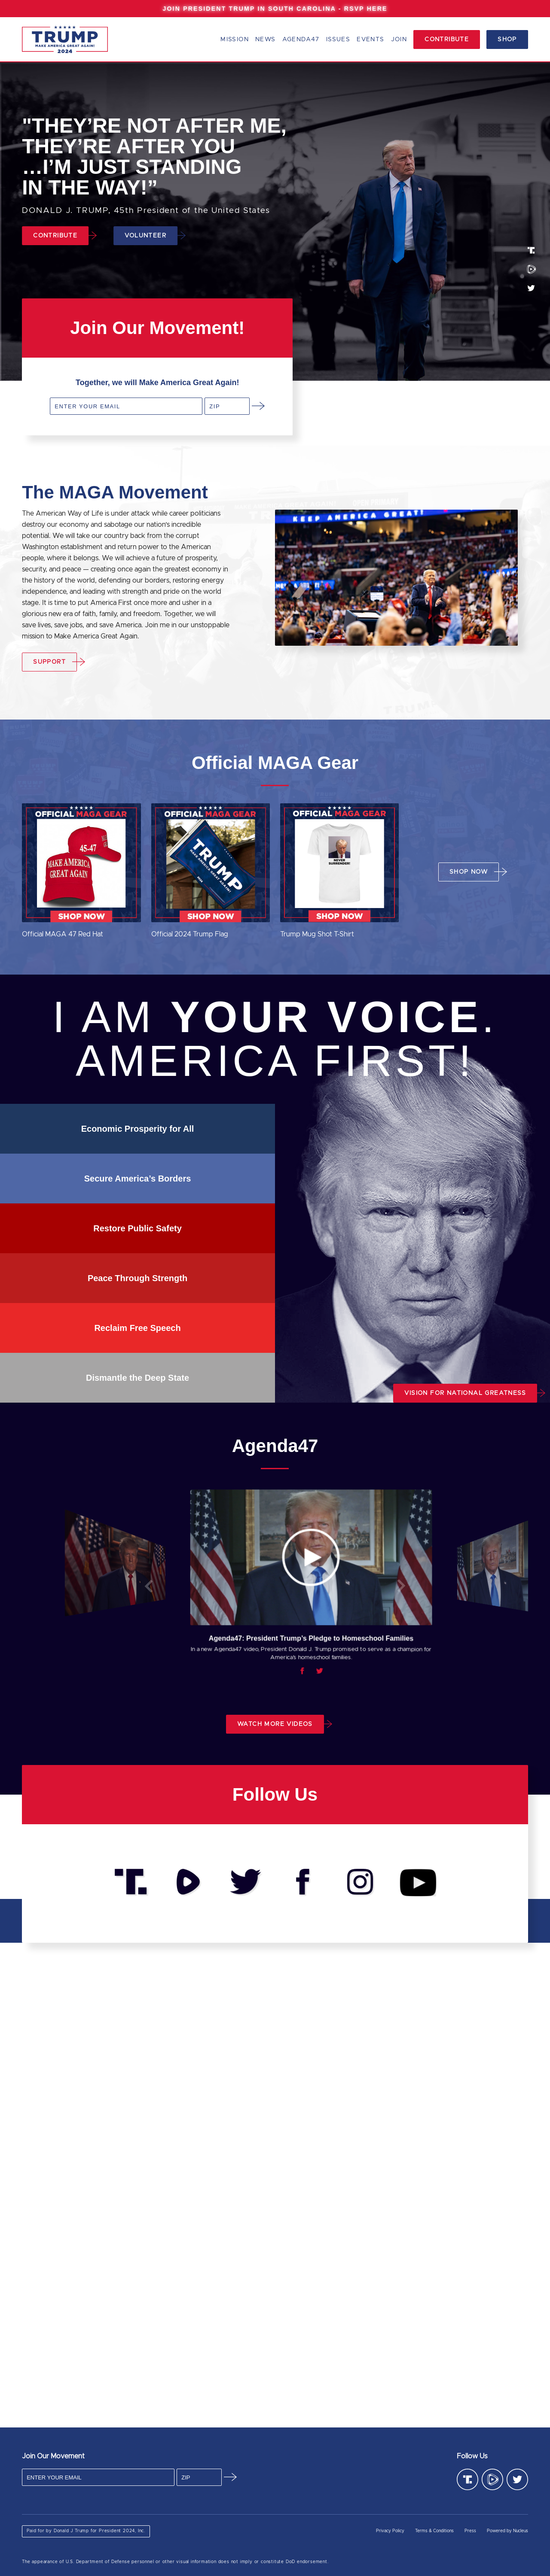 JOIN PRESIDENT TRUMP IN SOUTH CAROLINA - RSVP HERE
TRUMP
MAKE AMERICA GREAT AGAIN!
2024
MISSION NEWS AGENDA47 ISSUES EVENTS JOIN CONTRIBUTE SHOP
"THEY’RE NOT AFTER ME,
THEY’RE AFTER YOU
…I’M JUST STANDING
IN THE WAY!”
DONALD J. TRUMP, 45th President of the United States
CONTRIBUTE VOLUNTEER
Join Our Movement!
Together, we will Make America Great Again!
ENTER YOUR EMAIL ZIP
The MAGA Movement
The American Way of Life is under attack while career politicians
destroy our economy and sabotage our nation's incredible
potential. We will take our country back from the corrupt
Washington establishment and return power to the American
people, where it belongs. We will achieve a future of prosperity,
security, and peace — creating once again the greatest economy in
the history of the world, defending our borders, restoring energy
independence, and leading with strength and pride on the world
stage. It is time to put America First once more and usher in a
glorious new era of faith, family, and freedom. Together, we will
save lives, save jobs, and save America. Join me in our unstoppable
mission to Make America Great Again.
KEEP AMERICA GREAT!
SUPPORT
Official MAGA Gear
OFFICIAL MAGA GEAR
45-47
MAKE AMERICA
GREAT AGAIN
SHOP NOW
Official MAGA 47 Red Hat
OFFICIAL MAGA GEAR
TRUMP
SHOP NOW
Official 2024 Trump Flag
OFFICIAL MAGA GEAR
NEVER
SURRENDER!
SHOP NOW
Trump Mug Shot T-Shirt
SHOP NOW
I AM YOUR VOICE.
AMERICA FIRST!
Economic Prosperity for All
Secure America’s Borders
Restore Public Safety
Peace Through Strength
Reclaim Free Speech
Dismantle the Deep State
VISION FOR NATIONAL GREATNESS
Agenda47
Agenda47: President Trump’s Pledge to Homeschool Families
In a new Agenda47 video, President Donald J. Trump promised to serve as a champion for
America's homeschool families.
WATCH MORE VIDEOS
Follow Us
Join Our Movement
ENTER YOUR EMAIL ZIP
Follow Us
Paid for by Donald J Trump for President 2024, Inc.
Privacy Policy Terms & Conditions Press Powered by Nucleus
The appearance of U.S. Department of Defense personnel or other visual information does not imply or constitute DoD endorsement.